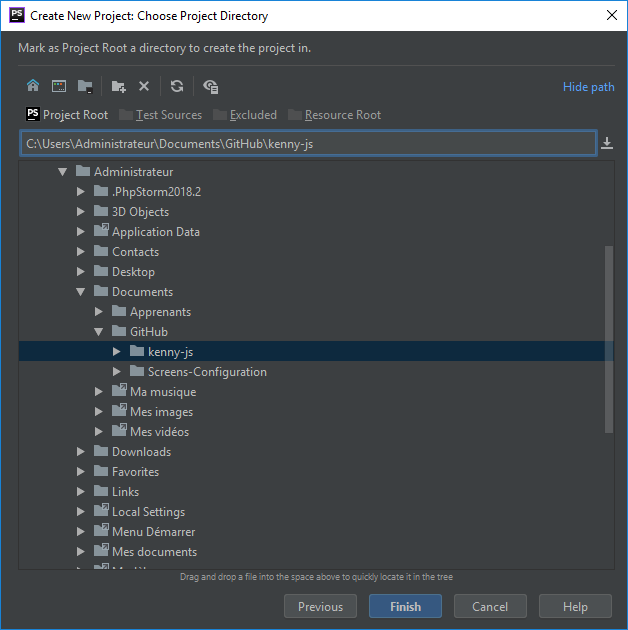 PS Create New Project: Choose Project Directory
Mark as Project Root a directory to create the project in.
Hide path
PS Project Root Test Sources Excluded Resource Root
C:\Users\Administrateur\Documents\GitHub\kenny-js
Administrateur
.PhpStorm2018.2
3D Objects
Application Data
Contacts
Desktop
Documents
Apprenants
GitHub
kenny-js
Screens-Configuration
Ma musique
Mes images
Mes vidéos
Downloads
Favorites
Links
Local Settings
Menu Démarrer
Mes documents
Drag and drop a file into the space above to quickly locate it in the tree
Previous Finish Cancel Help